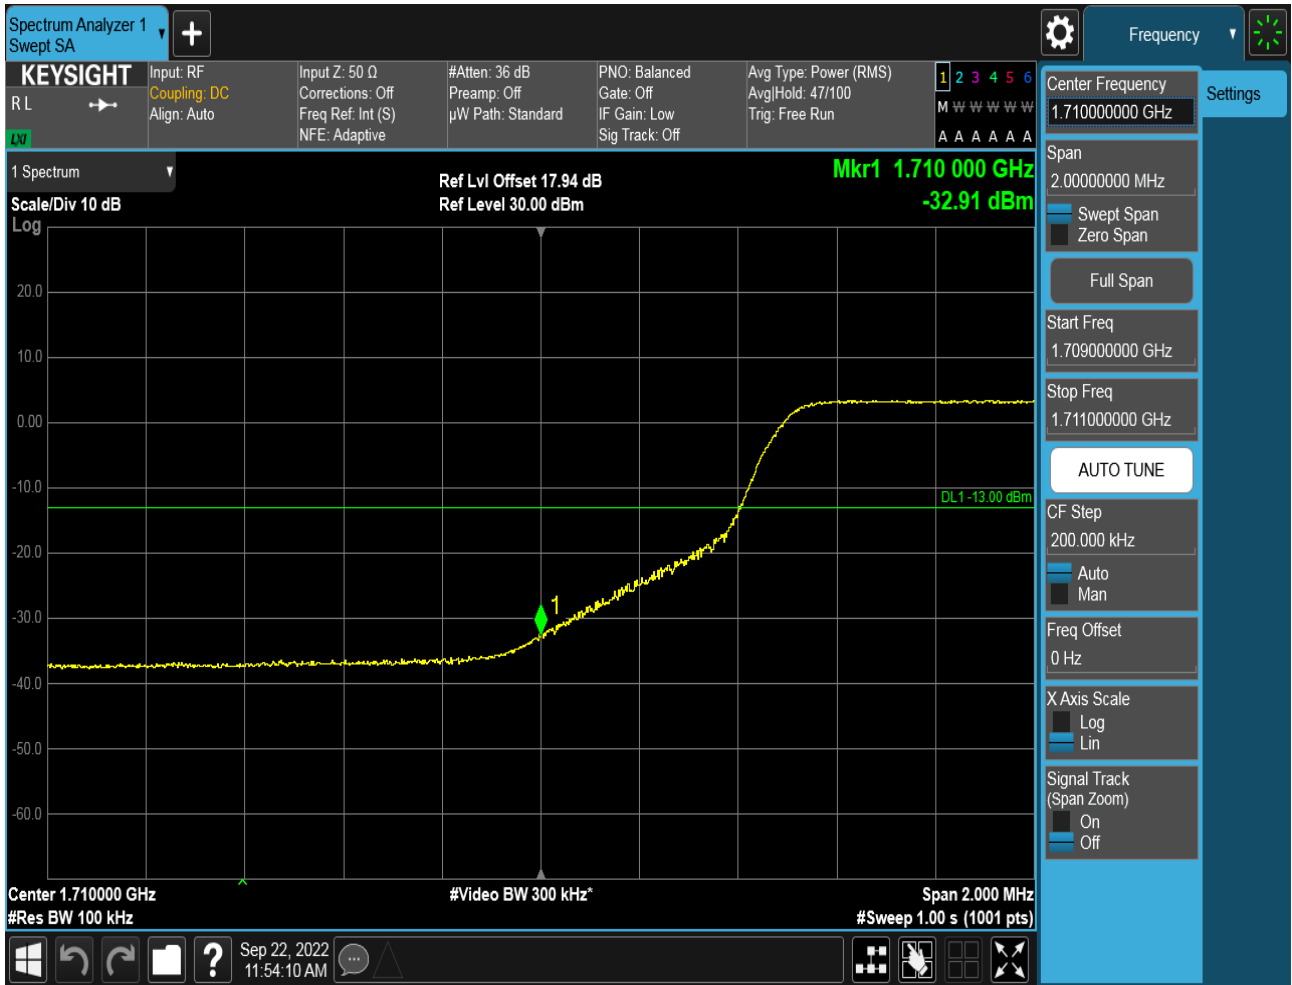 Spectrum Analyzer 1
Swept SA
Frequency
KEYSIGHT
R L
LXI
Input: RF
Coupling: DC
Align: Auto
Input Z: 50 Ω
Corrections: Off
Freq Ref: Int (S)
NFE: Adaptive
#Atten: 36 dB
Preamp: Off
µW Path: Standard
PNO: Balanced
Gate: Off
IF Gain: Low
Sig Track: Off
Avg Type: Power (RMS)
Avg|Hold: 47/100
Trig: Free Run
1 2 3 4 5 6
M W W W W W
A A A A A A
1 Spectrum
Scale/Div 10 dB
Log
Ref Lvl Offset 17.94 dB
Ref Level 30.00 dBm
Mkr1 1.710 000 GHz
-32.91 dBm
20.0
10.0
0.00
-10.0
-20.0
-30.0
-40.0
-50.0
-60.0
DL1 -13.00 dBm
1
Center 1.710000 GHz
#Res BW 100 kHz
#Video BW 300 kHz*
Span 2.000 MHz
#Sweep 1.00 s (1001 pts)
Sep 22, 2022
11:54:10 AM
Center Frequency
1.710000000 GHz
Settings
Span
2.00000000 MHz
Swept Span
Zero Span
Full Span
Start Freq
1.709000000 GHz
Stop Freq
1.711000000 GHz
AUTO TUNE
CF Step
200.000 kHz
Auto
Man
Freq Offset
0 Hz
X Axis Scale
Log
Lin
Signal Track
(Span Zoom)
On
Off